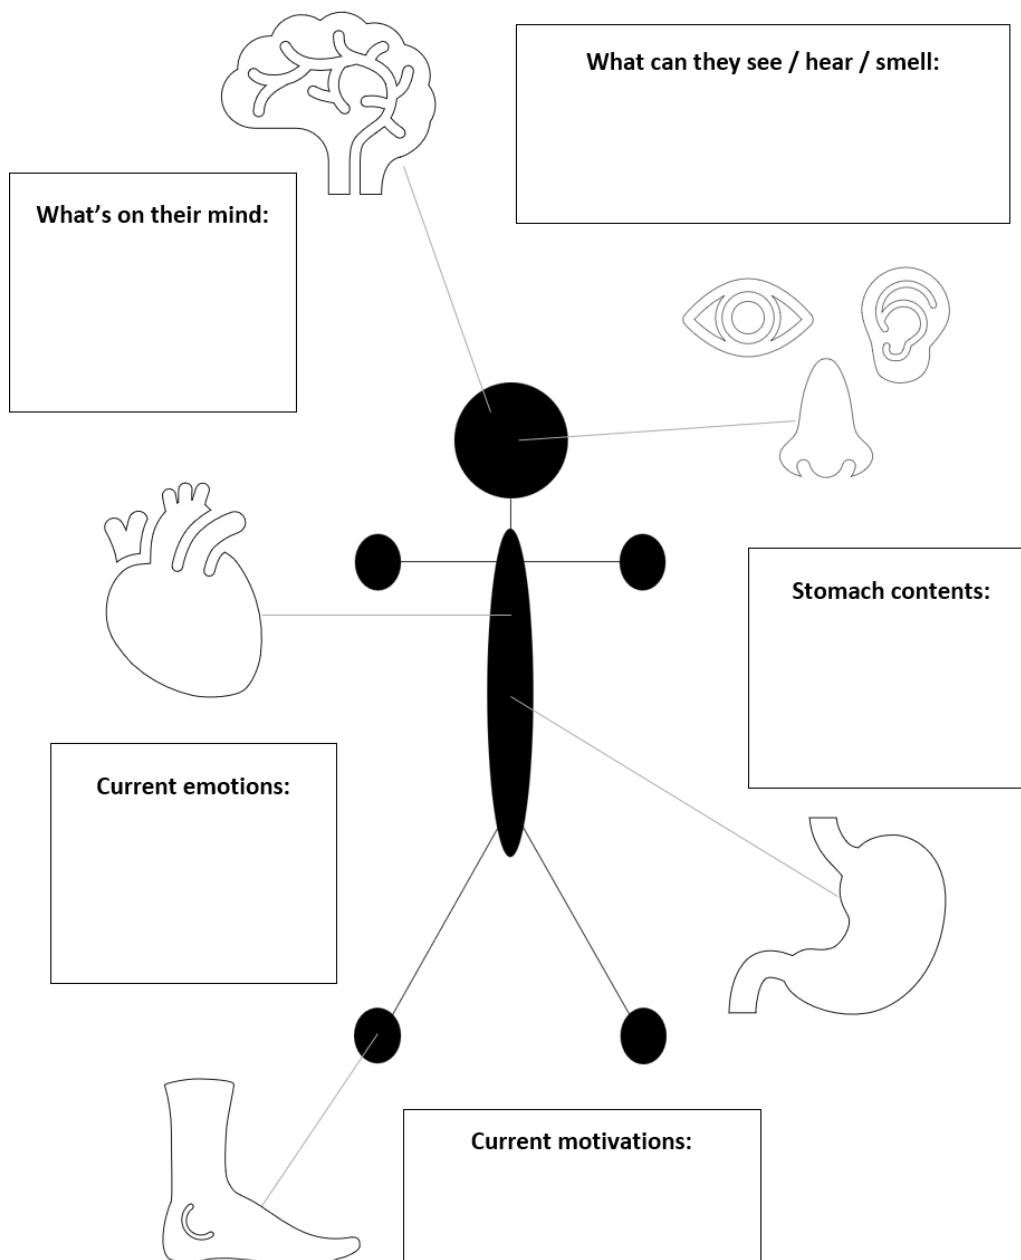 What can they see / hear / smell:
What’s on their mind:
Stomach contents:
Current emotions:
Current motivations: